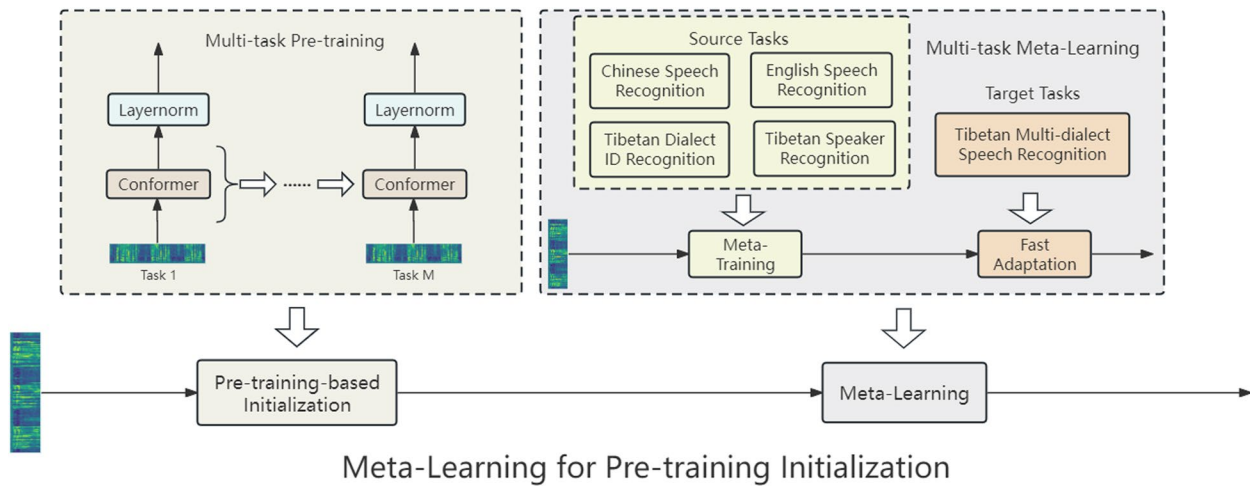 Multi-task Pre-training
Layernorm
Layernorm
Conformer
......
Conformer
Task 1
Task M
Source Tasks
Multi-task Meta-Learning
Chinese Speech
Recognition
English Speech
Recognition
Tibetan Dialect
ID Recognition
Tibetan Speaker
Recognition
Target Tasks
Tibetan Multi-dialect
Speech Recognition
Meta-
Training
Fast
Adaptation
Pre-training-based
Initialization
Meta-Learning
Meta-Learning for Pre-training Initialization